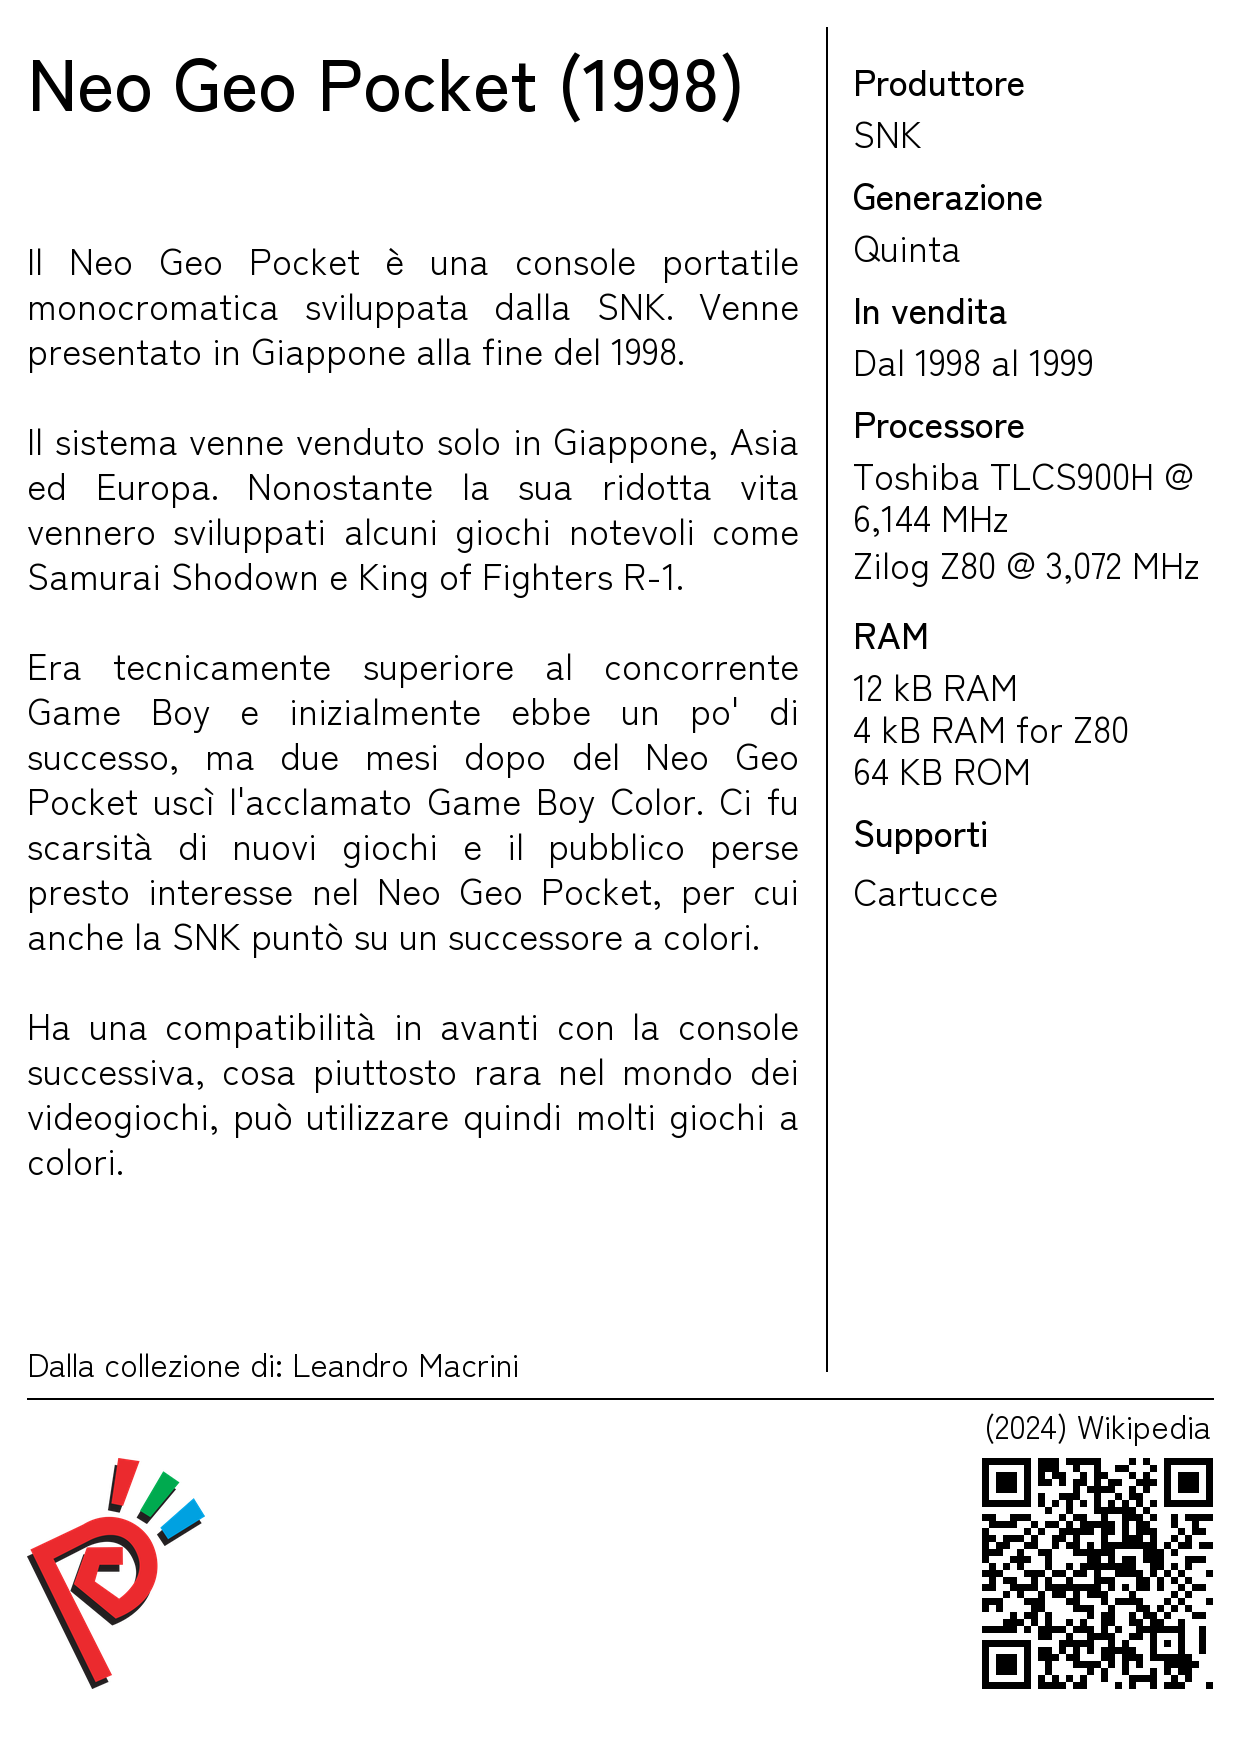 Neo Geo Pocket (1998)
Il Neo Geo Pocket è una console portatile
monocromatica sviluppata dalla SNK. Venne
presentato in Giappone alla fine del 1998.
Il sistema venne venduto solo in Giappone, Asia
ed Europa. Nonostante la sua ridotta vita
vennero sviluppati alcuni giochi notevoli come
Samurai Shodown e King of Fighters R-1.
Era tecnicamente superiore al concorrente
Game Boy e inizialmente ebbe un po' di
successo, ma due mesi dopo del Neo Geo
Pocket uscì l'acclamato Game Boy Color. Ci fu
scarsità di nuovi giochi e il pubblico perse
presto interesse nel Neo Geo Pocket, per cui
anche la SNK puntò su un successore a colori.
Ha una compatibilità in avanti con la console
successiva, cosa piuttosto rara nel mondo dei
videogiochi, può utilizzare quindi molti giochi a
colori.
Dalla collezione di: Leandro Macrini
Produttore
SNK
Generazione
Quinta
In vendita
Dal 1998 al 1999
Processore
Toshiba TLCS900H @
6,144 MHz
Zilog Z80 @ 3,072 MHz
RAM
12 kB RAM
4 kB RAM for Z80
64 KB ROM
Supporti
Cartucce
(2024) Wikipedia